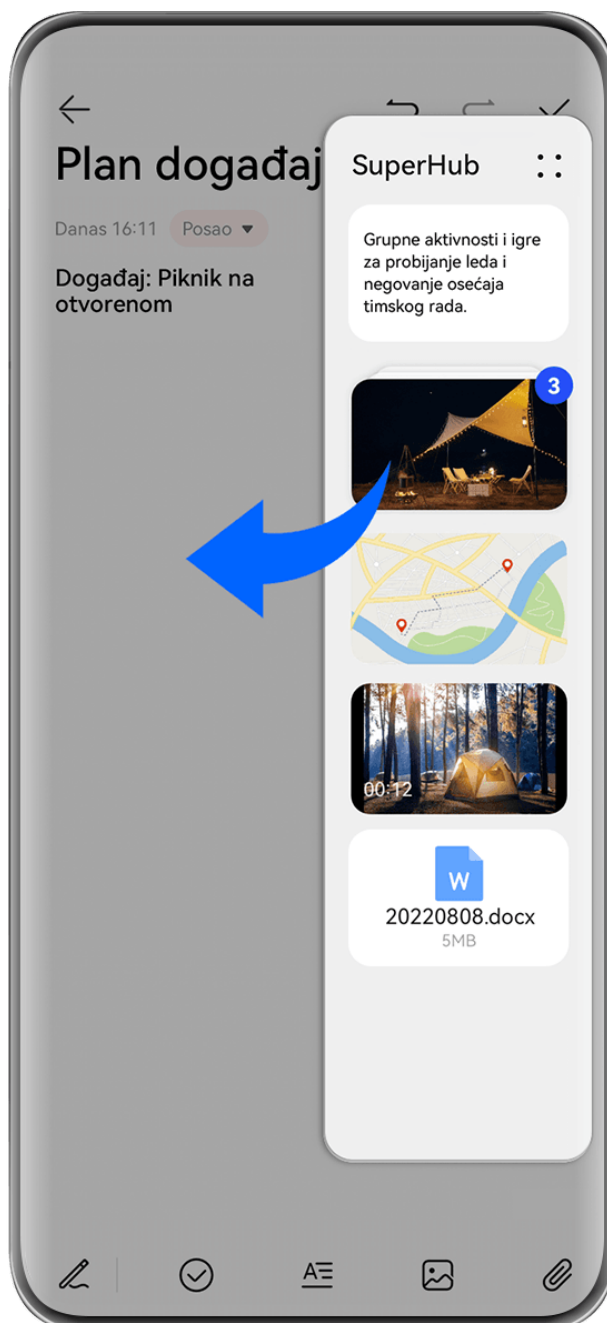 Plan događaj
Danas 16:11 Posao
Događaj: Piknik na
otvorenom
SuperHub
Grupne aktivnosti i igre
za probijanje leda i
negovanje osećaja
timskog rada.
3
00:12
W
20220808.docx
5MB
A